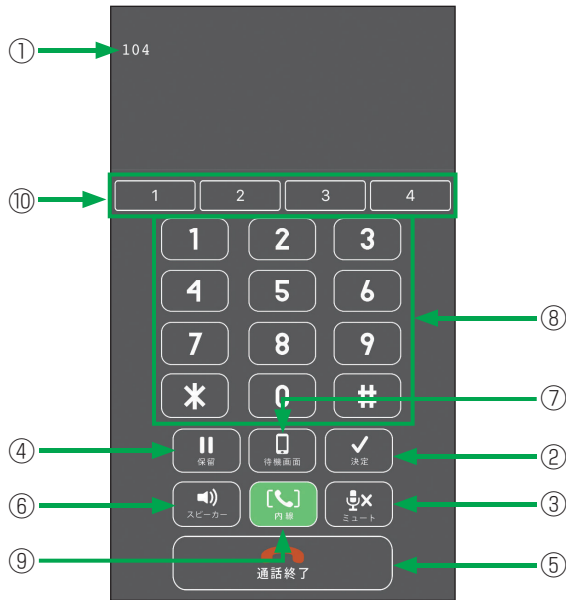 ① 104
⑩ 1 2 3 4
1 2 3
4 5 6 ⑧
7 8 9
* 0 # ⑦
④ 保留 待機画面 決定 ②
⑥ スピーカー 内線 ミュート ③
⑨ 通話終了 ⑤